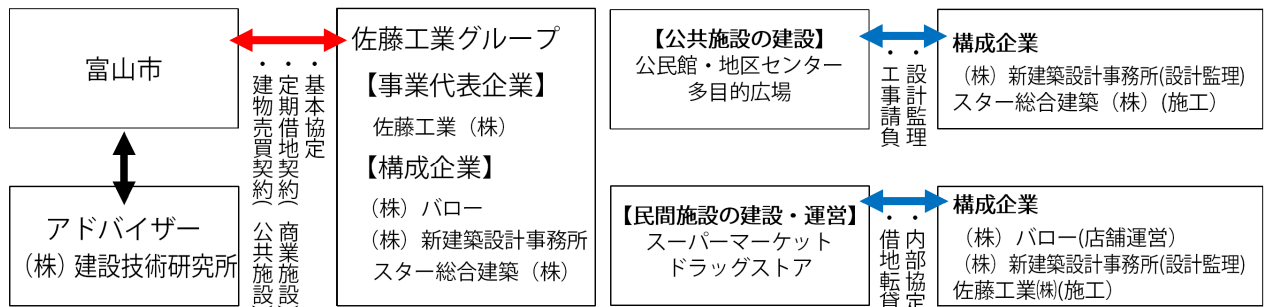 富山市
アドバイザー
（株）建設技術研究所
・基本協定
・定期借地契約（商業施設）
・建物売買契約（公共施設）
佐藤工業グループ
【事業代表企業】
佐藤工業（株）
【構成企業】
（株）バロー
（株）新建築設計事務所
スター総合建築（株）
【公共施設の建設】
公民館・地区センター
多目的広場
・設計監理
・工事請負
構成企業
（株）新建築設計事務所(設計監理)
スター総合建築（株）(施工）
【民間施設の建設・運営】
スーパーマーケット
ドラッグストア
・内部協定
・借地転貸
構成企業
（株）バロー(店舗運営）
（株）新建築設計事務所(設計監理)
佐藤工業㈱(施工）